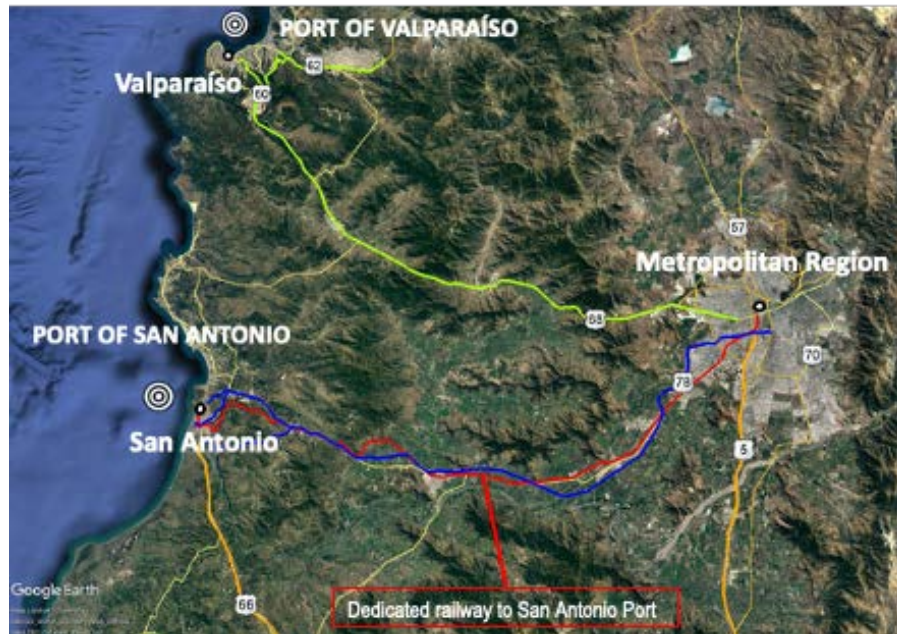 PORT OF VALPARAÍSO
62
Valparaíso
60
57
Metropolitan Region
68
PORT OF SAN ANTONIO
78
70
San Antonio
5
Google Earth
66
Dedicated railway to San Antonio Port